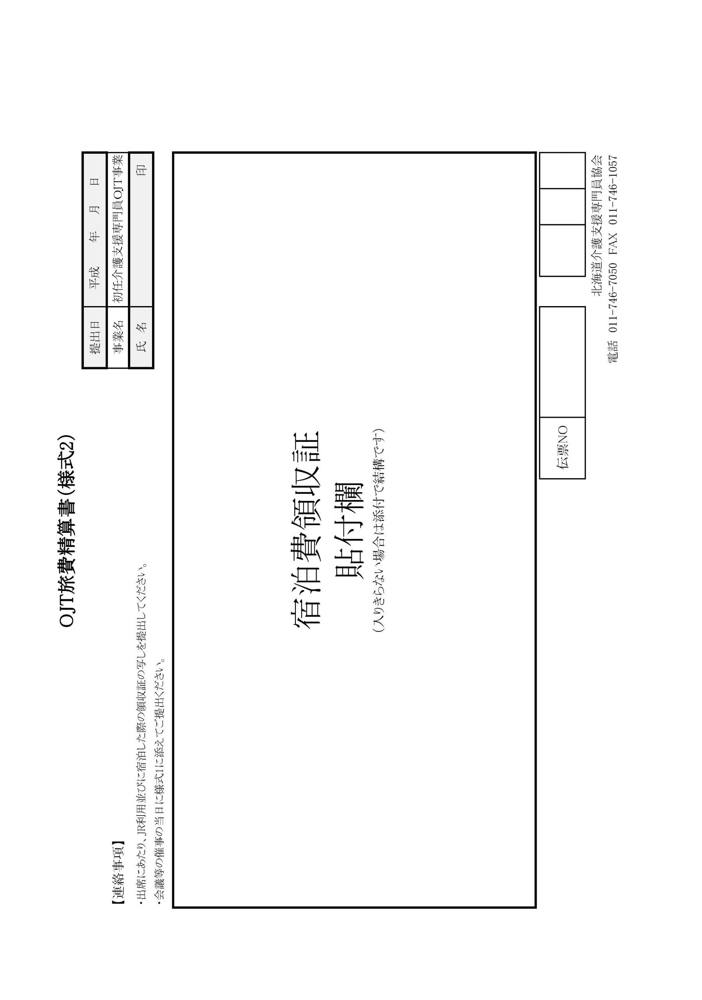 OJT旅費精算書(様式2)
提出日 平成 年 月 日
【連絡事項】
事業名 初任介護支援専門員OJT事業
・出席にあたり、JR利用並びに宿泊した際の領収証の写しを提出してください。
氏 名 印
・会議等の催事の当日に様式1に添えてご提出ください。
宿泊費領収証
貼付欄
(入りきらない場合は添付で結構です)
伝票NO
北海道介護支援専門員協会
電話 011-746-7050 FAX 011-746-1057